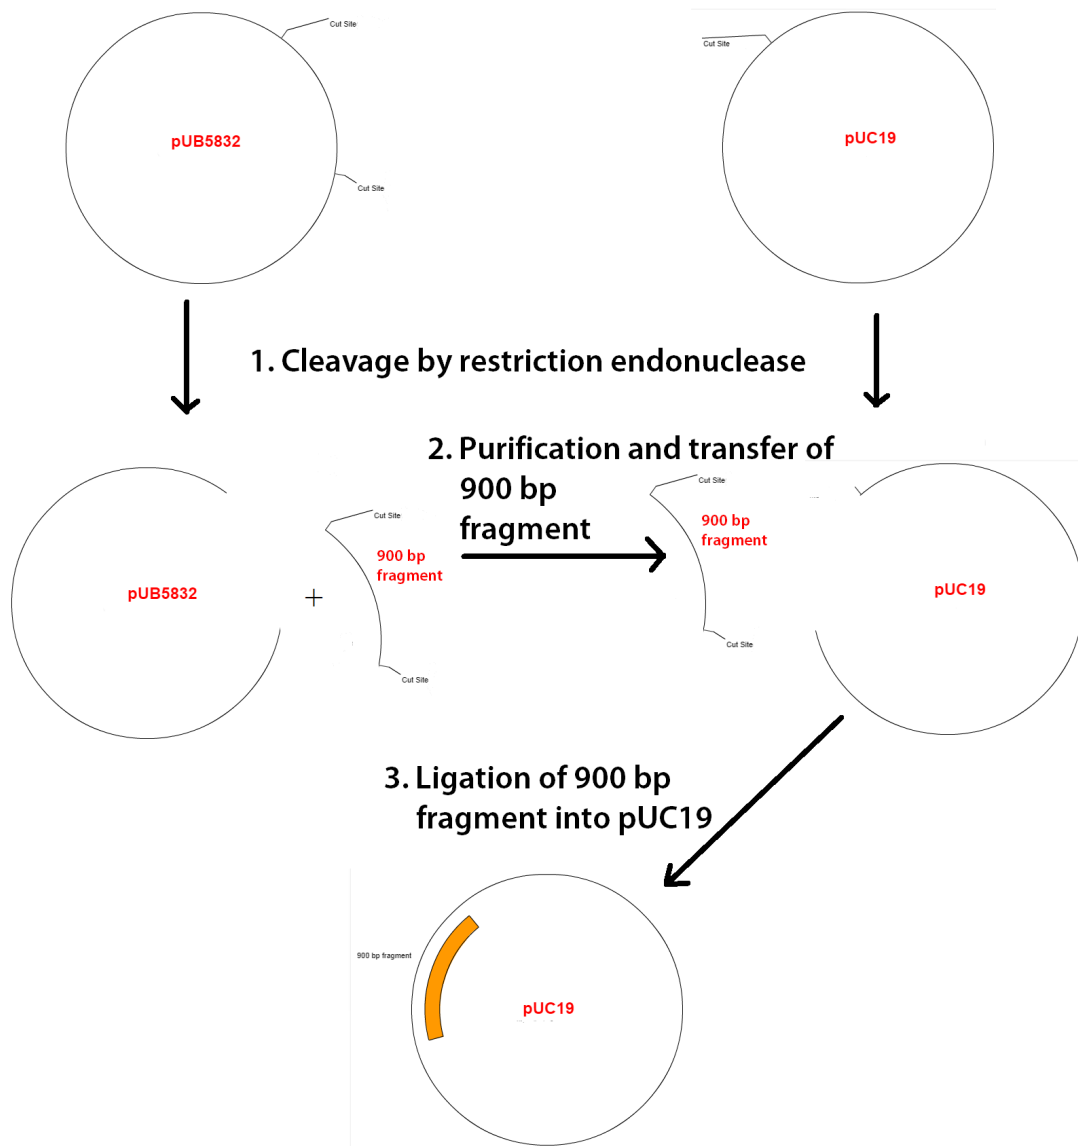 Cut Site
Cut Site
pUB5832
pUC19
Cut Site
1. Cleavage by restriction endonuclease
2. Purification and transfer of
900 bp
fragment
Cut Site
Cut Site
900 bp
fragment
900 bp
fragment
pUB5832
+
pUC19
Cut Site
Cut Site
3. Ligation of 900 bp
fragment into pUC19
900 bp fragment
pUC19